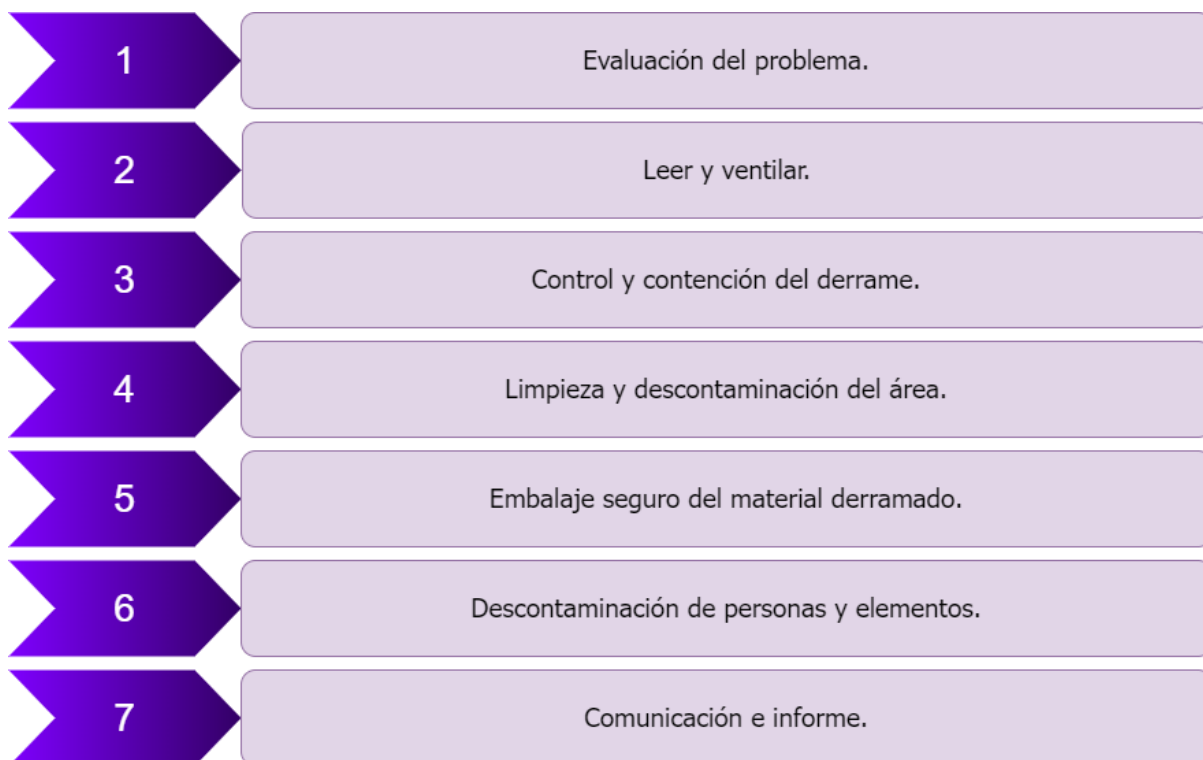 1 Evaluación del problema.
2 Leer y ventilar.
3 Control y contención del derrame.
4 Limpieza y descontaminación del área.
5 Embalaje seguro del material derramado.
6 Descontaminación de personas y elementos.
7 Comunicación e informe.